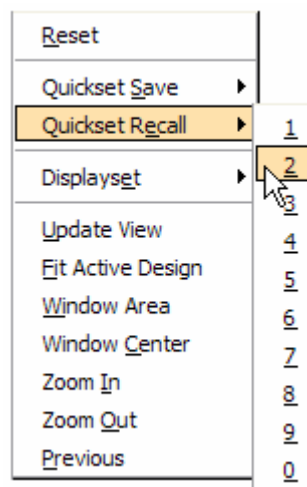 Reset
Quickset Save
Quickset Recall
1
2
Displayset
3
Update View
4
Fit Active Design
5
Window Area
6
Window Center
7
Zoom In
8
Zoom Out
9
Previous
0